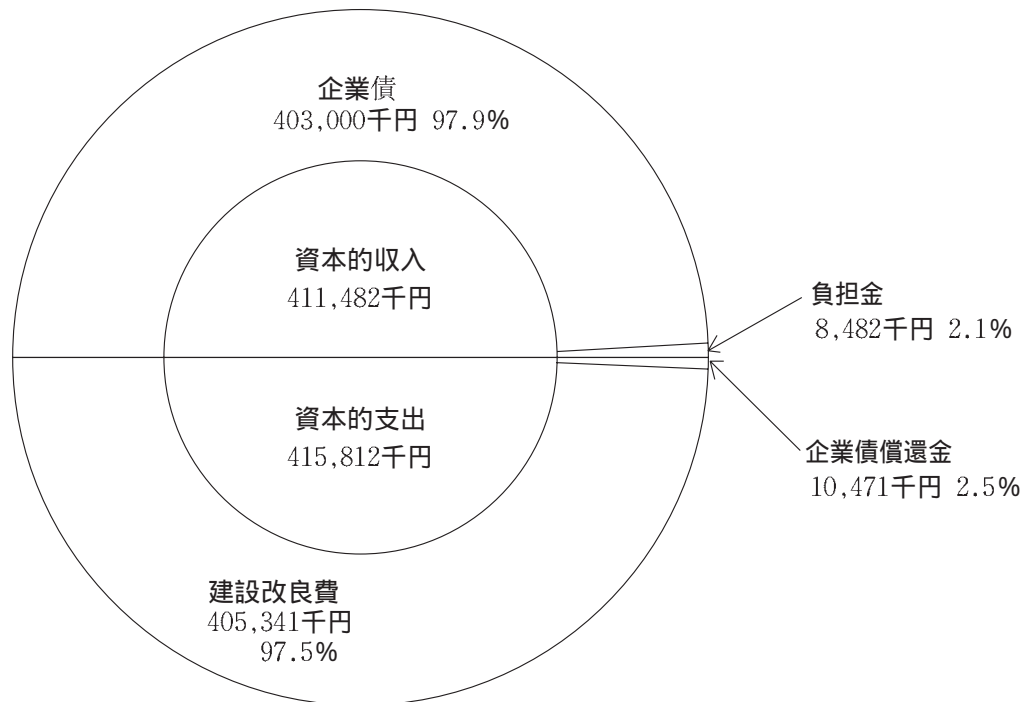 企業債
403,000千円 97.9%
資本的収入
411,482千円
負担金
8,482千円 2.1%
資本的支出
415,812千円
企業債償還金
10,471千円 2.5%
建設改良費
405,341千円
97.5%